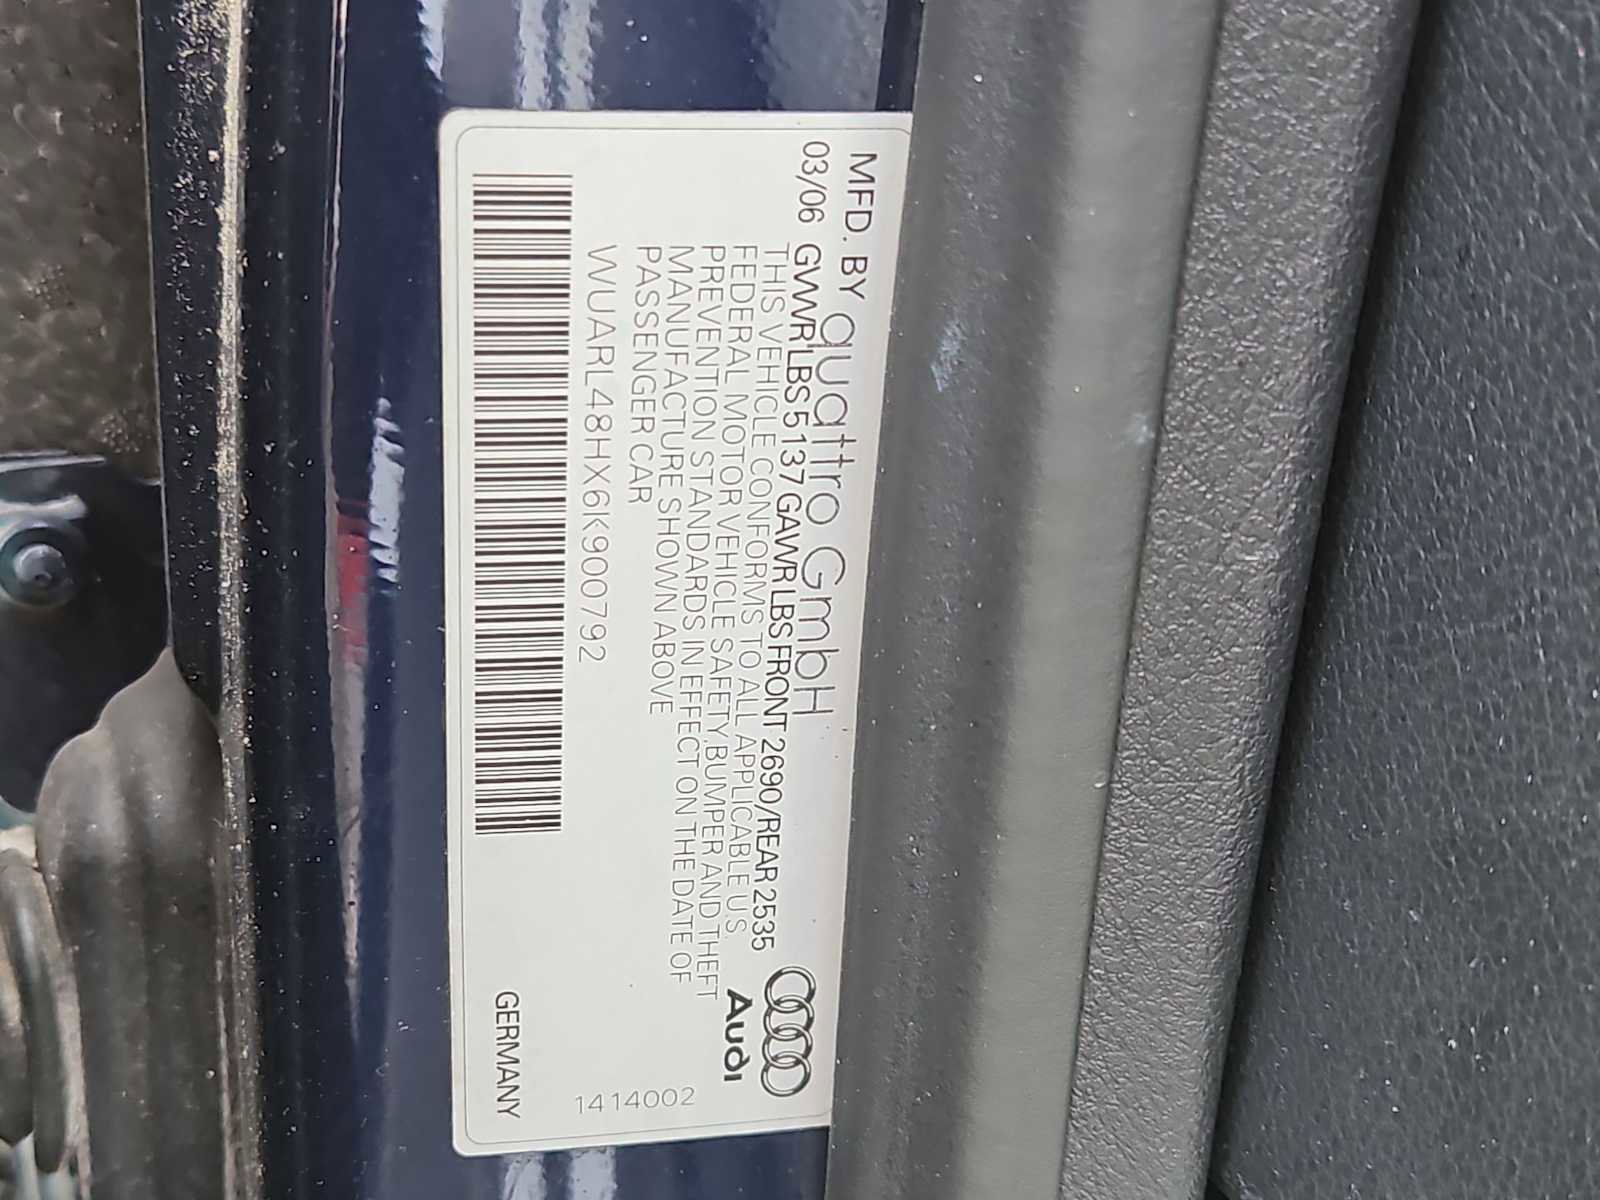 MFD. BY quattro GmbH
03/06 GVWR LBS 5137 GAWR LBS FRONT 2690/REAR 2535
THIS VEHICLE CONFORMS TO ALL APPLICABLE U.S.
FEDERAL MOTOR VEHICLE SAFETY, BUMPER AND THEFT
PREVENTION STANDARDS IN EFFECT ON THE DATE OF
MANUFACTURE SHOWN ABOVE
PASSENGER CAR
WUARL48HX6K900792
Audi
GERMANY
1414002